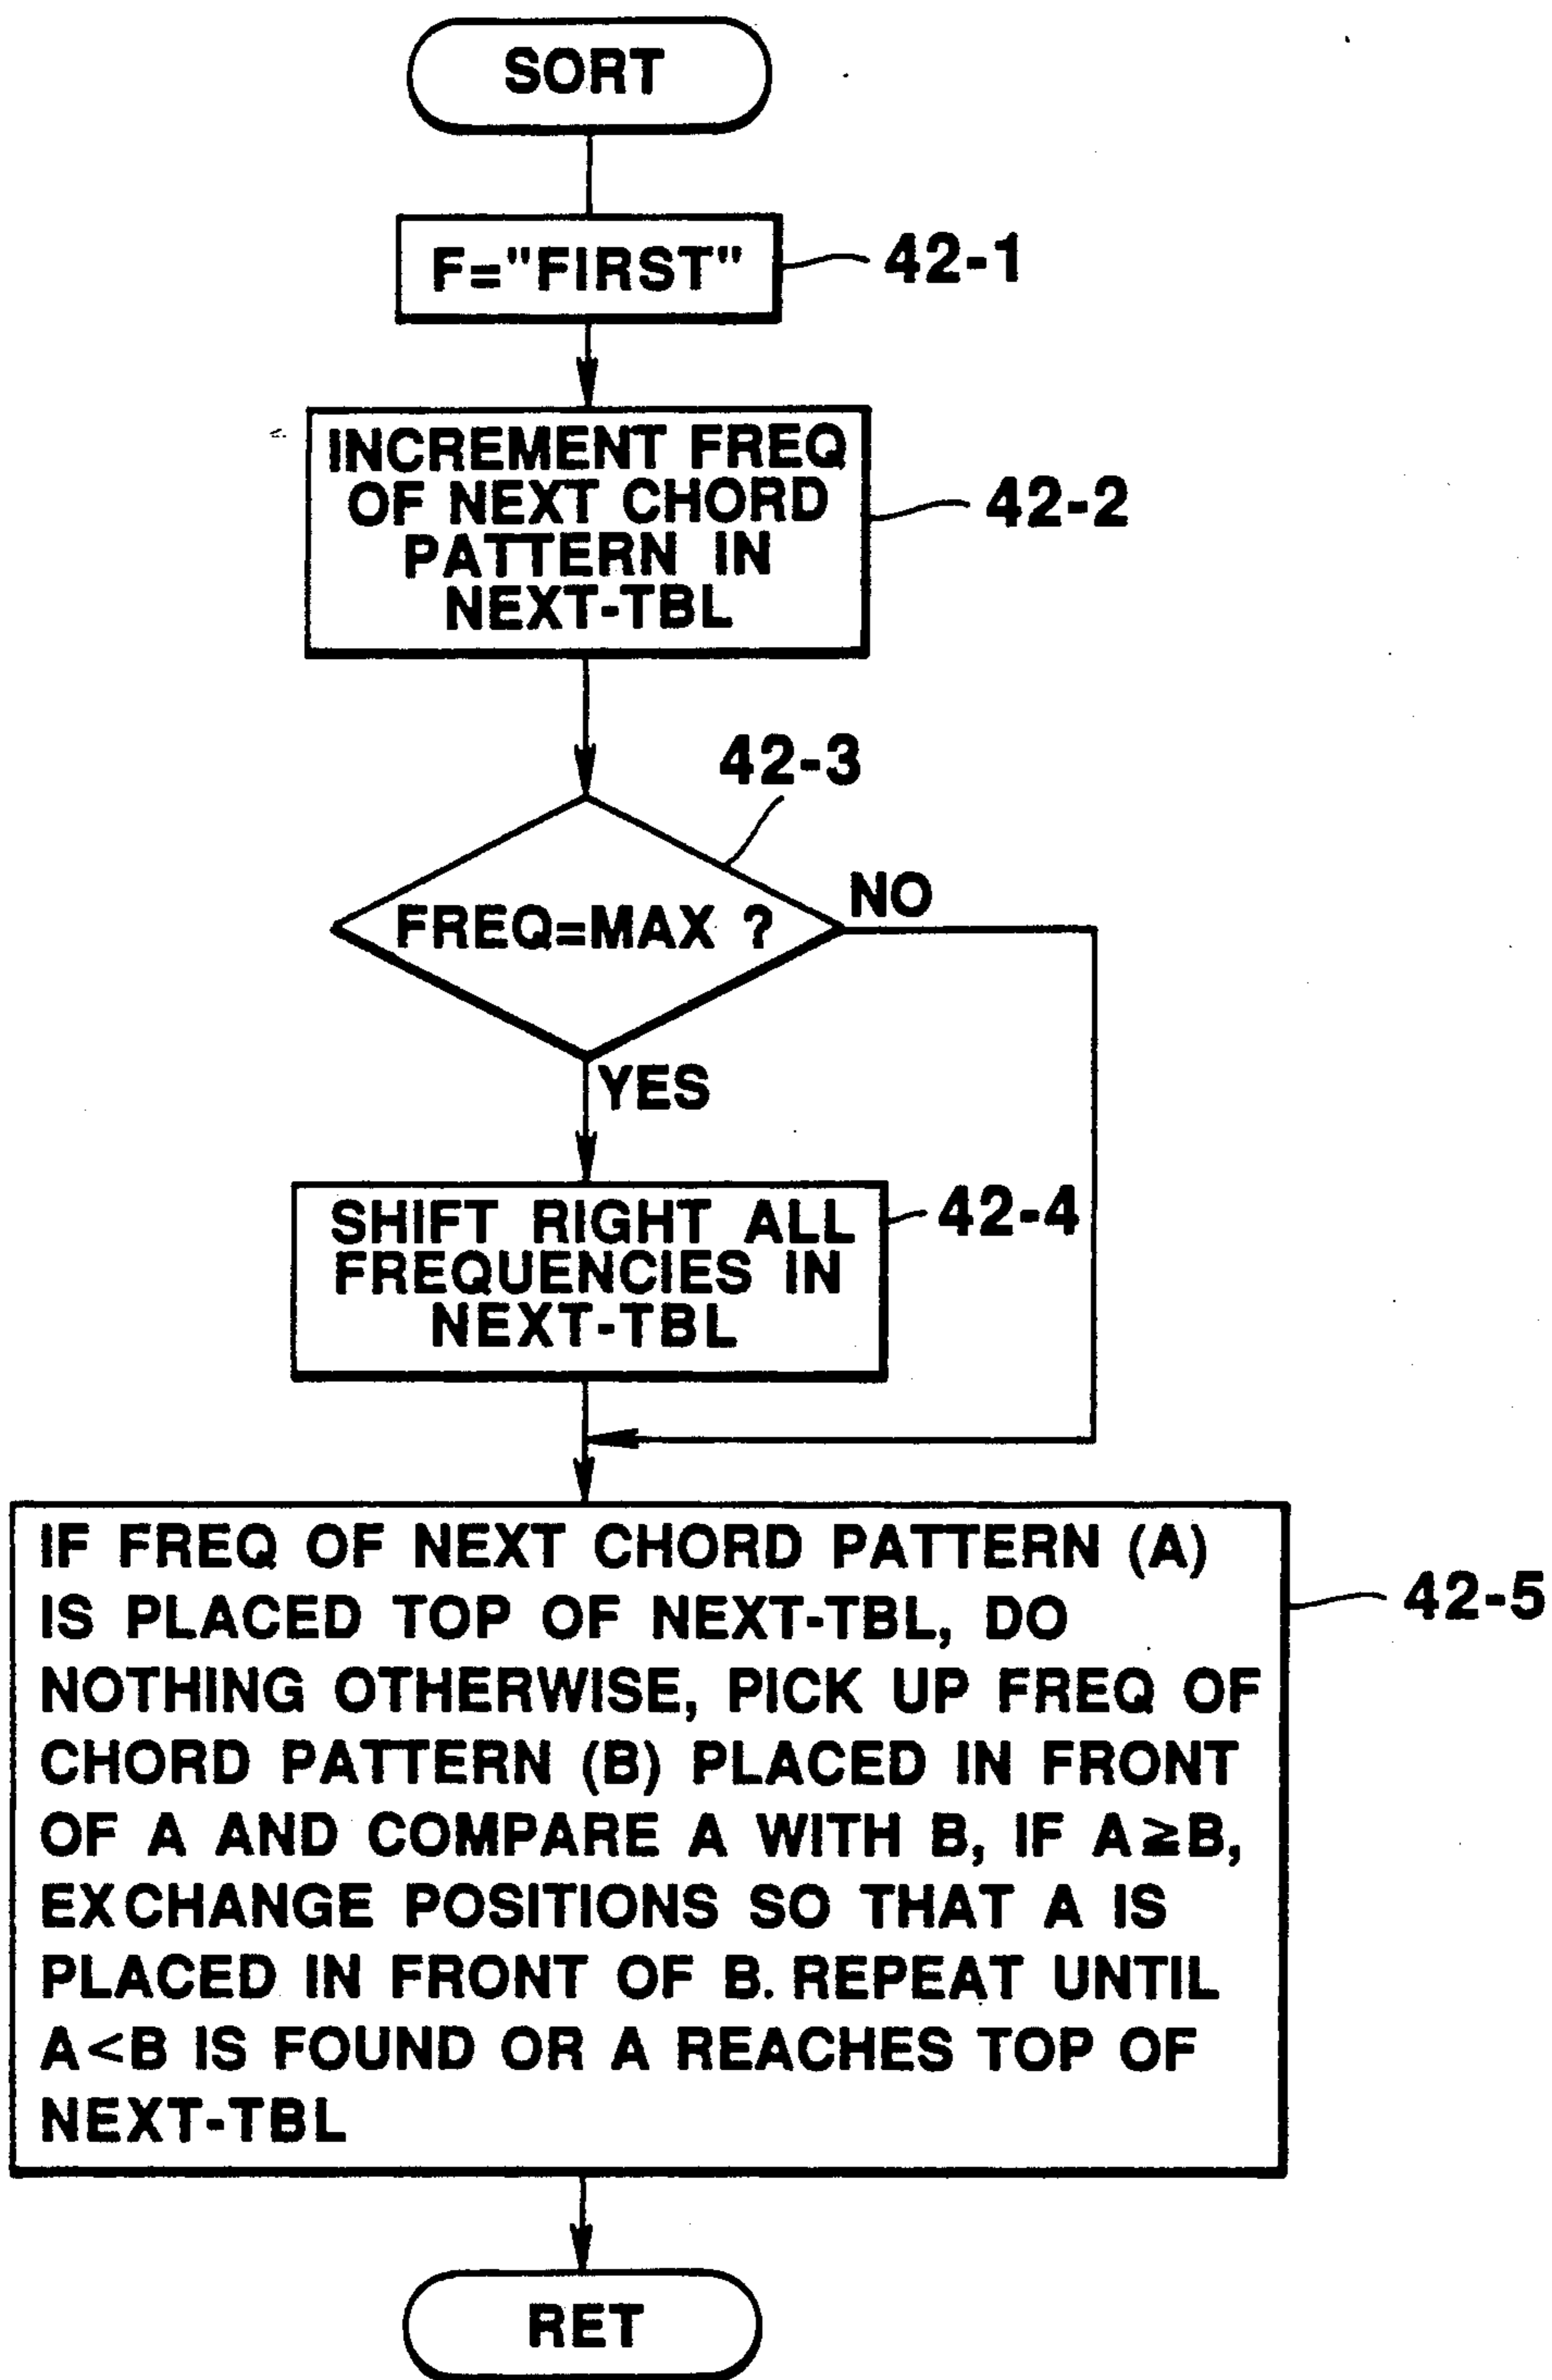 SORT
F="FIRST"
42-1
INCREMENT FREQ
OF NEXT CHORD
PATTERN IN
NEXT-TBL
42-2
42-3
FREQ=MAX ?
NO
YES
SHIFT RIGHT ALL
FREQUENCIES IN
NEXT-TBL
42-4
IF FREQ OF NEXT CHORD PATTERN (A)
IS PLACED TOP OF NEXT-TBL, DO
NOTHING OTHERWISE, PICK UP FREQ OF
CHORD PATTERN (B) PLACED IN FRONT
OF A AND COMPARE A WITH B, IF A≧B,
EXCHANGE POSITIONS SO THAT A IS
PLACED IN FRONT OF B. REPEAT UNTIL
A<B IS FOUND OR A REACHES TOP OF
NEXT-TBL
42-5
RET